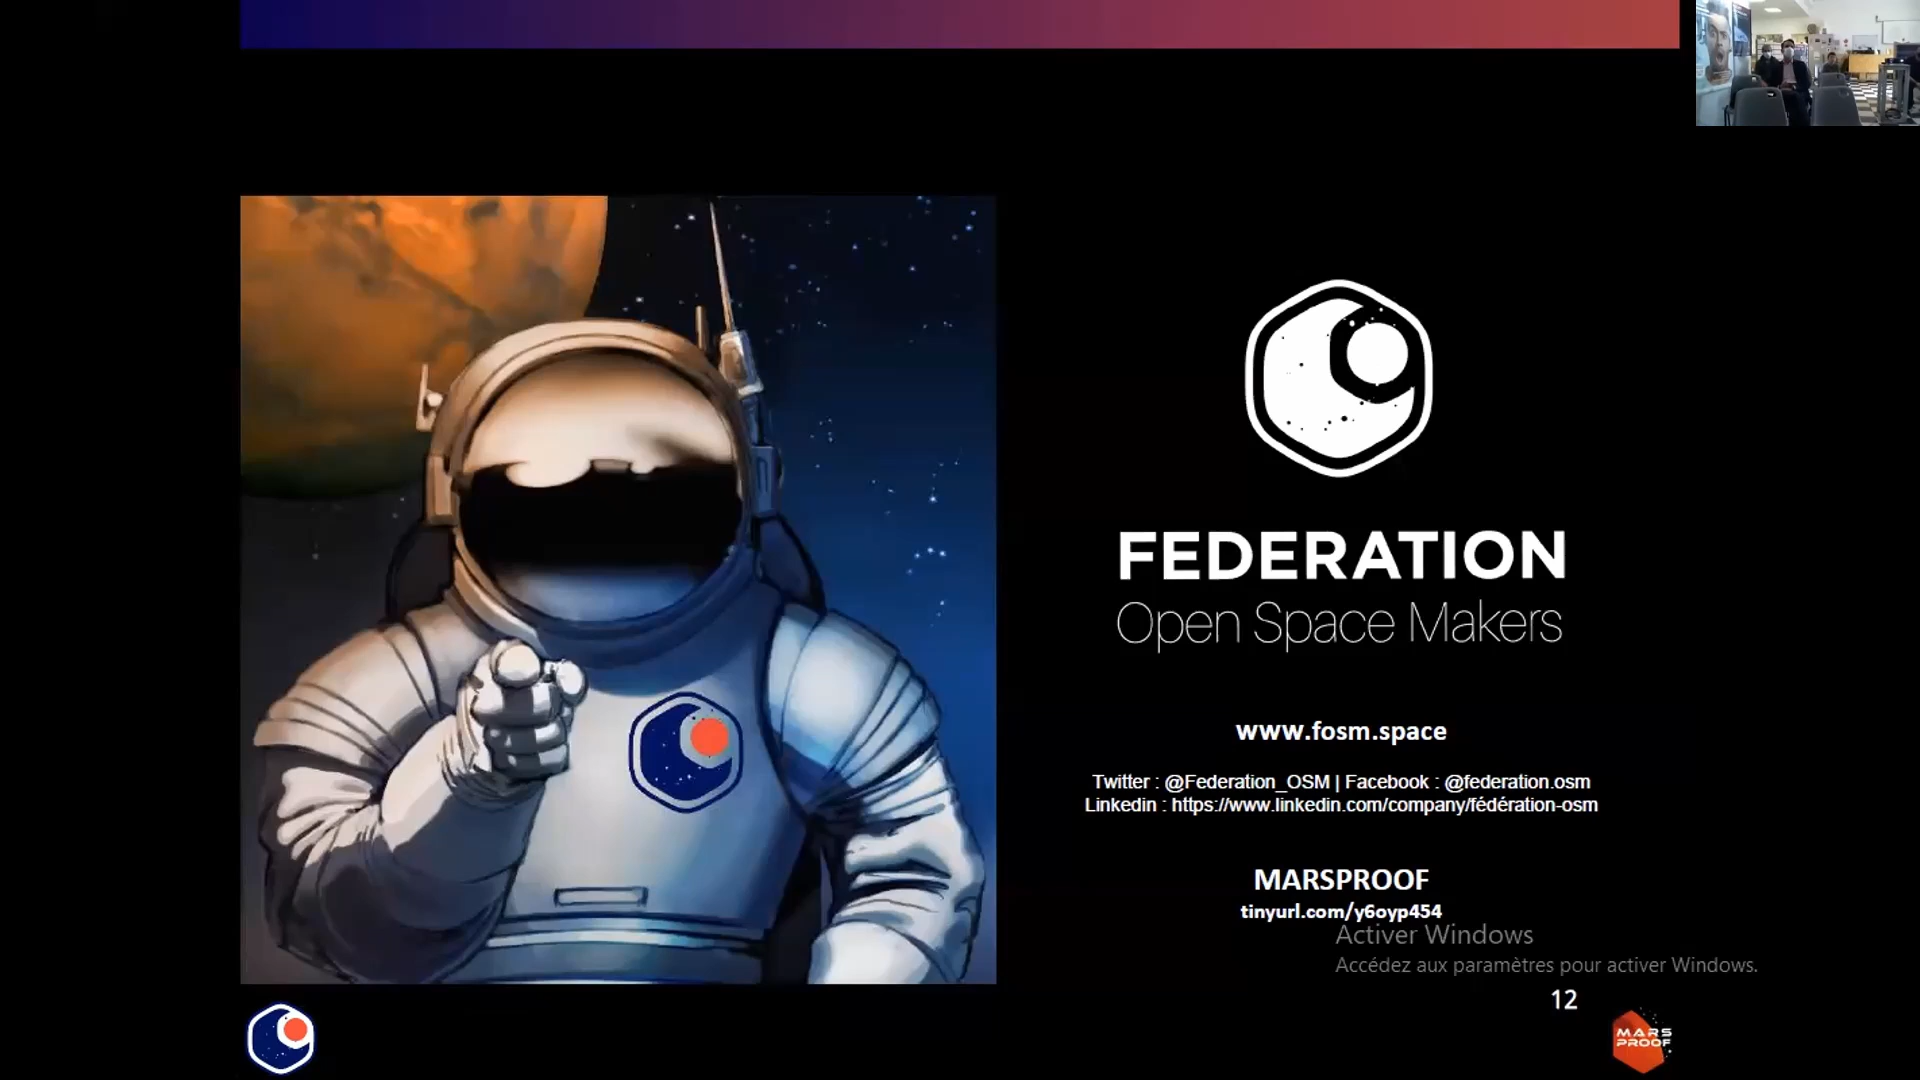 FEDERATION
Open Space Makers
www.fosm.space
Twitter : @Federation_OSM | Facebook : @federation.osm
Linkedin : https://www.linkedin.com/company/fédération-osm
MARSPROOF
tinyurl.com/y6oyp454
Activer Windows
Accédez aux paramètres pour activer Windows.
12
MARS
PROOF